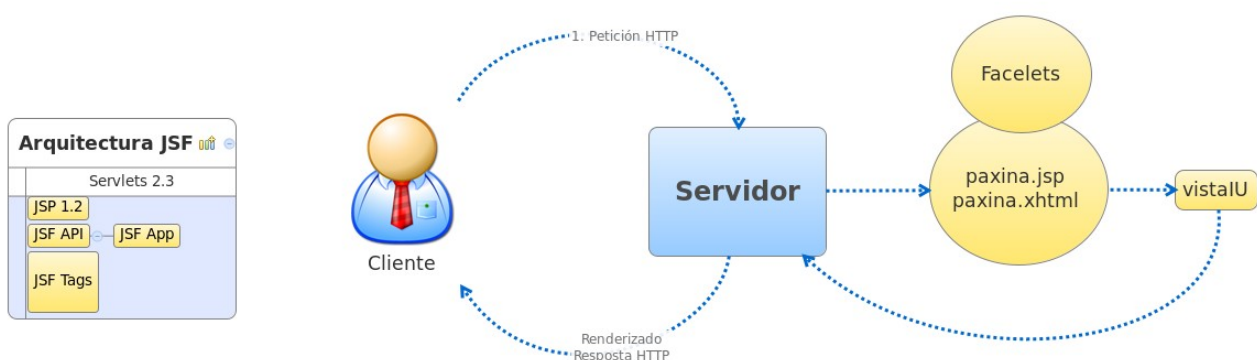 Arquitectura JSF
Servlets 2.3
JSP 1.2
JSF API
JSF App
JSF Tags
Cliente
1. Petición HTTP
Servidor
Facelets
paxina.jsp
paxina.xhtml
vistaIU
Renderizado
Resposta HTTP